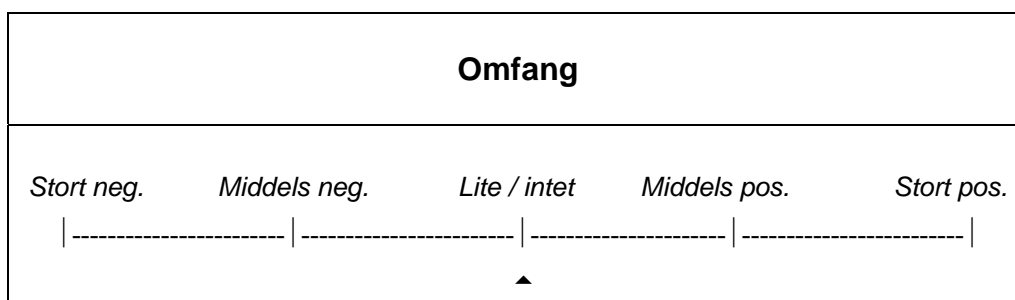 Omfang
Stort neg. Middels neg. Lite / intet Middels pos. Stort pos.
|------------------------|------------------------|----------------------|-------------------------|